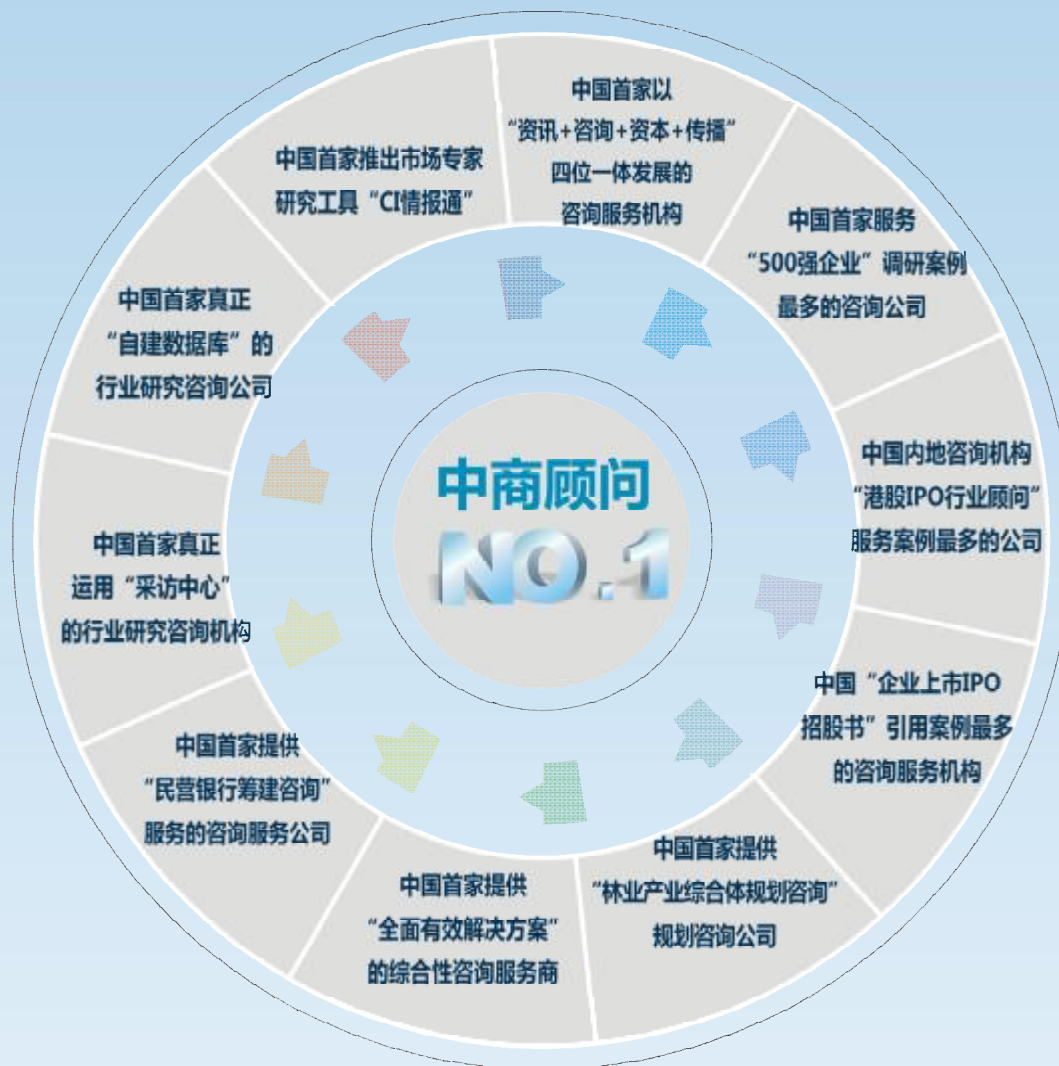 中国首家以
“资讯+咨询+资本+传播”
四位一体发展的
咨询服务机构
中国首家服务
“500强企业”调研案例
最多的咨询公司
中国内地咨询机构
“港股IPO行业顾问”
服务案例最多的公司
中国“企业上市IPO
招股书”引用案例最多
的咨询服务机构
中国首家提供
“林业产业综合体规划咨询”
规划咨询公司
中国首家提供
“全面有效解决方案”
的综合性咨询服务商
中国首家提供
“民营银行筹建咨询”
服务的咨询服务公司
中国首家真正
运用“采访中心”
的行业研究咨询机构
中国首家真正
“自建数据库”的
行业研究咨询公司
中国首家推出市场专家
研究工具“CI情报通”
中商顾问
NO.1